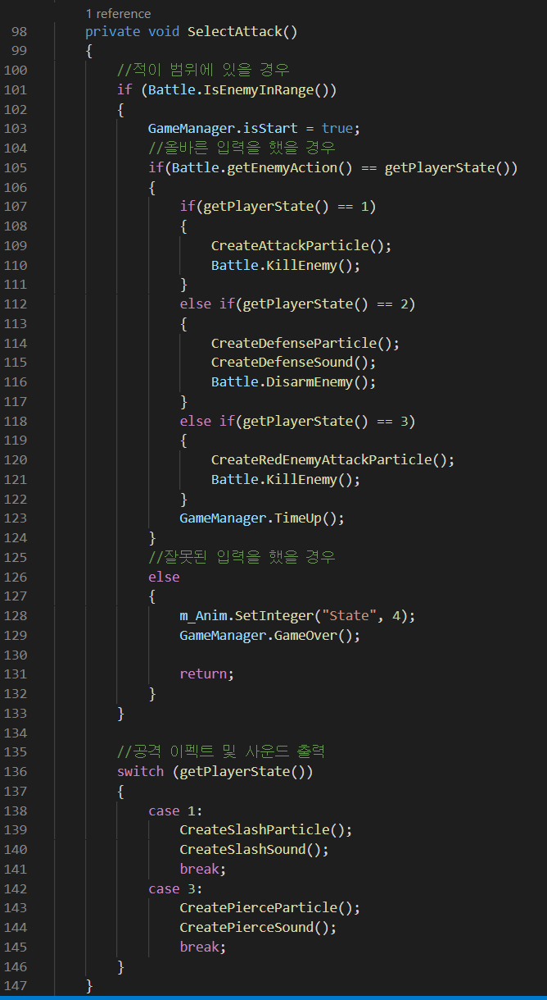 1 reference
98 private void SelectAttack()
99 {
100 //적이 범위에 있을 경우
101 if (Battle.IsEnemyInRange())
102 {
103 GameManager.isStart = true;
104 //올바른 입력을 했을 경우
105 if(Battle.getEnemyAction() == getPlayerState())
106 {
107 if(getPlayerState() == 1)
108 {
109 CreateAttackParticle();
110 Battle.KillEnemy();
111 }
112 else if(getPlayerState() == 2)
113 {
114 CreateDefenseParticle();
115 CreateDefenseSound();
116 Battle.DisarmEnemy();
117 }
118 else if(getPlayerState() == 3)
119 {
120 CreateRedEnemyAttackParticle();
121 Battle.KillEnemy();
122 }
123 GameManager.TimeUp();
124 }
125 //잘못된 입력을 했을 경우
126 else
127 {
128 m_Anim.SetInteger("State", 4);
129 GameManager.GameOver();
130
131 return;
132 }
133 }
134
135 //공격 이펙트 및 사운드 출력
136 switch (getPlayerState())
137 {
138 case 1:
139 CreateSlashParticle();
140 CreateSlashSound();
141 break;
142 case 3:
143 CreatePierceParticle();
144 CreatePierceSound();
145 break;
146 }
147 }